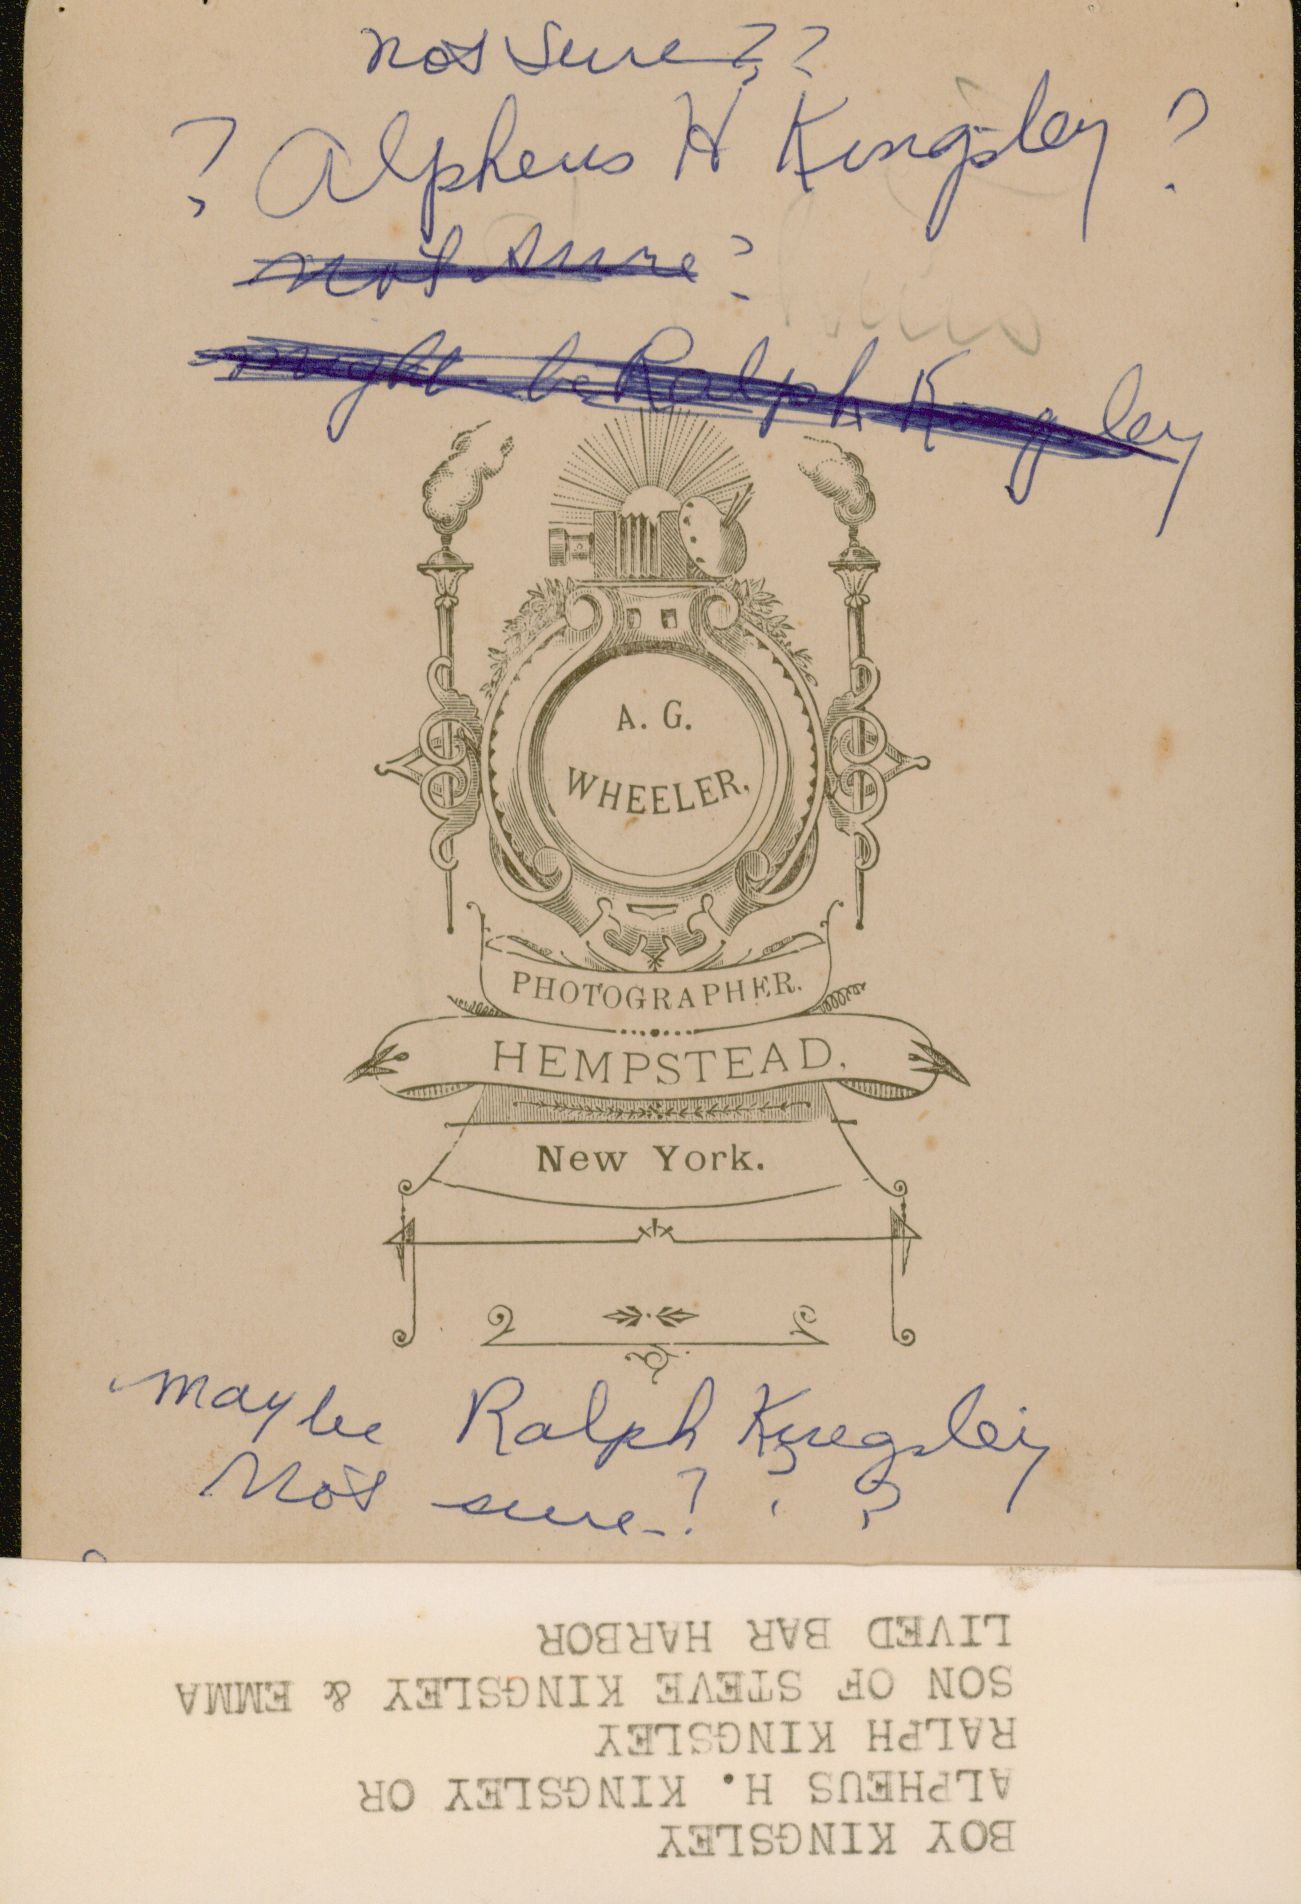 not sure ??
? Alpheus H Kingsley ?
not sure ?
might be Ralph Kingsley
A. G.
WHEELER.
PHOTOGRAPHER.
HEMPSTEAD,
New York.
maybe Ralph Kingsley
Not sure ? ? ?
BOY KINGSLEY
ALPHEUS H. KINGSLEY OR
RALPH KINGSLEY
SON OF STEVE KINGSLEY & EMMA
LIVED BAR HARBOR